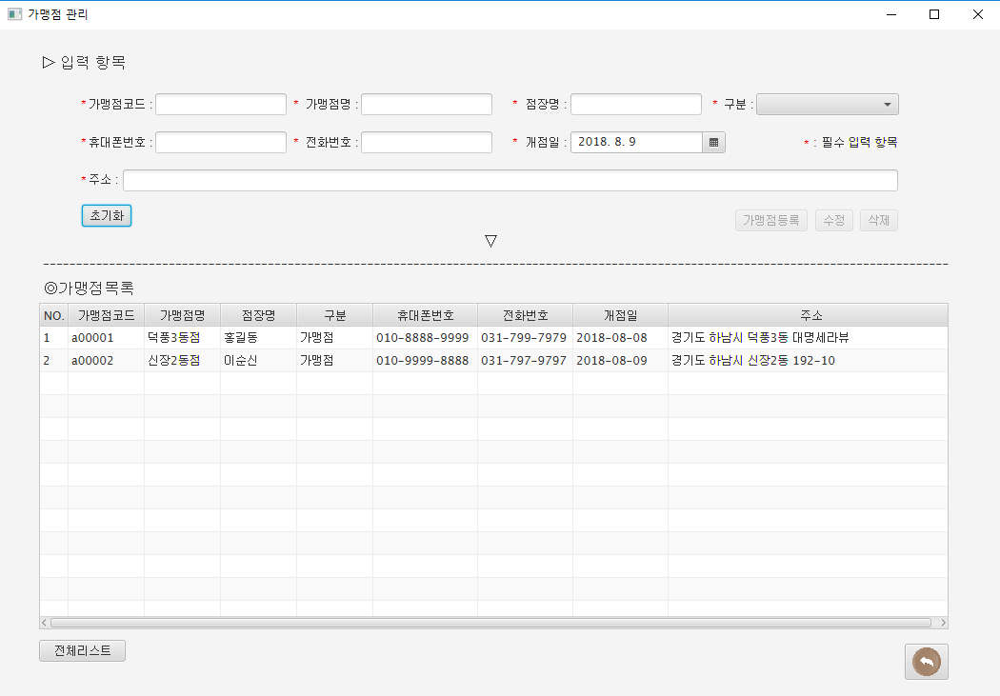 가맹점 관리
▷ 입력 항목
*가맹점코드 : * 가맹점명 : * 점장명 : * 구분 :
*휴대폰번호 : * 전화번호 : * 개점일 : 2018. 8. 9 * : 필수 입력 항목
*주소 :
초기화 가맹점등록 수정 삭제
▽
◎가맹점목록
NO. 가맹점코드 가맹점명 점장명 구분 휴대폰번호 전화번호 개점일 주소
1 a00001 덕풍3동점 홍길동 가맹점 010-8888-9999 031-799-7979 2018-08-08 경기도 하남시 덕풍3동 대명세라뷰
2 a00002 신장2동점 이순신 가맹점 010-9999-8888 031-797-9797 2018-08-09 경기도 하남시 신장2동 192-10
전체리스트